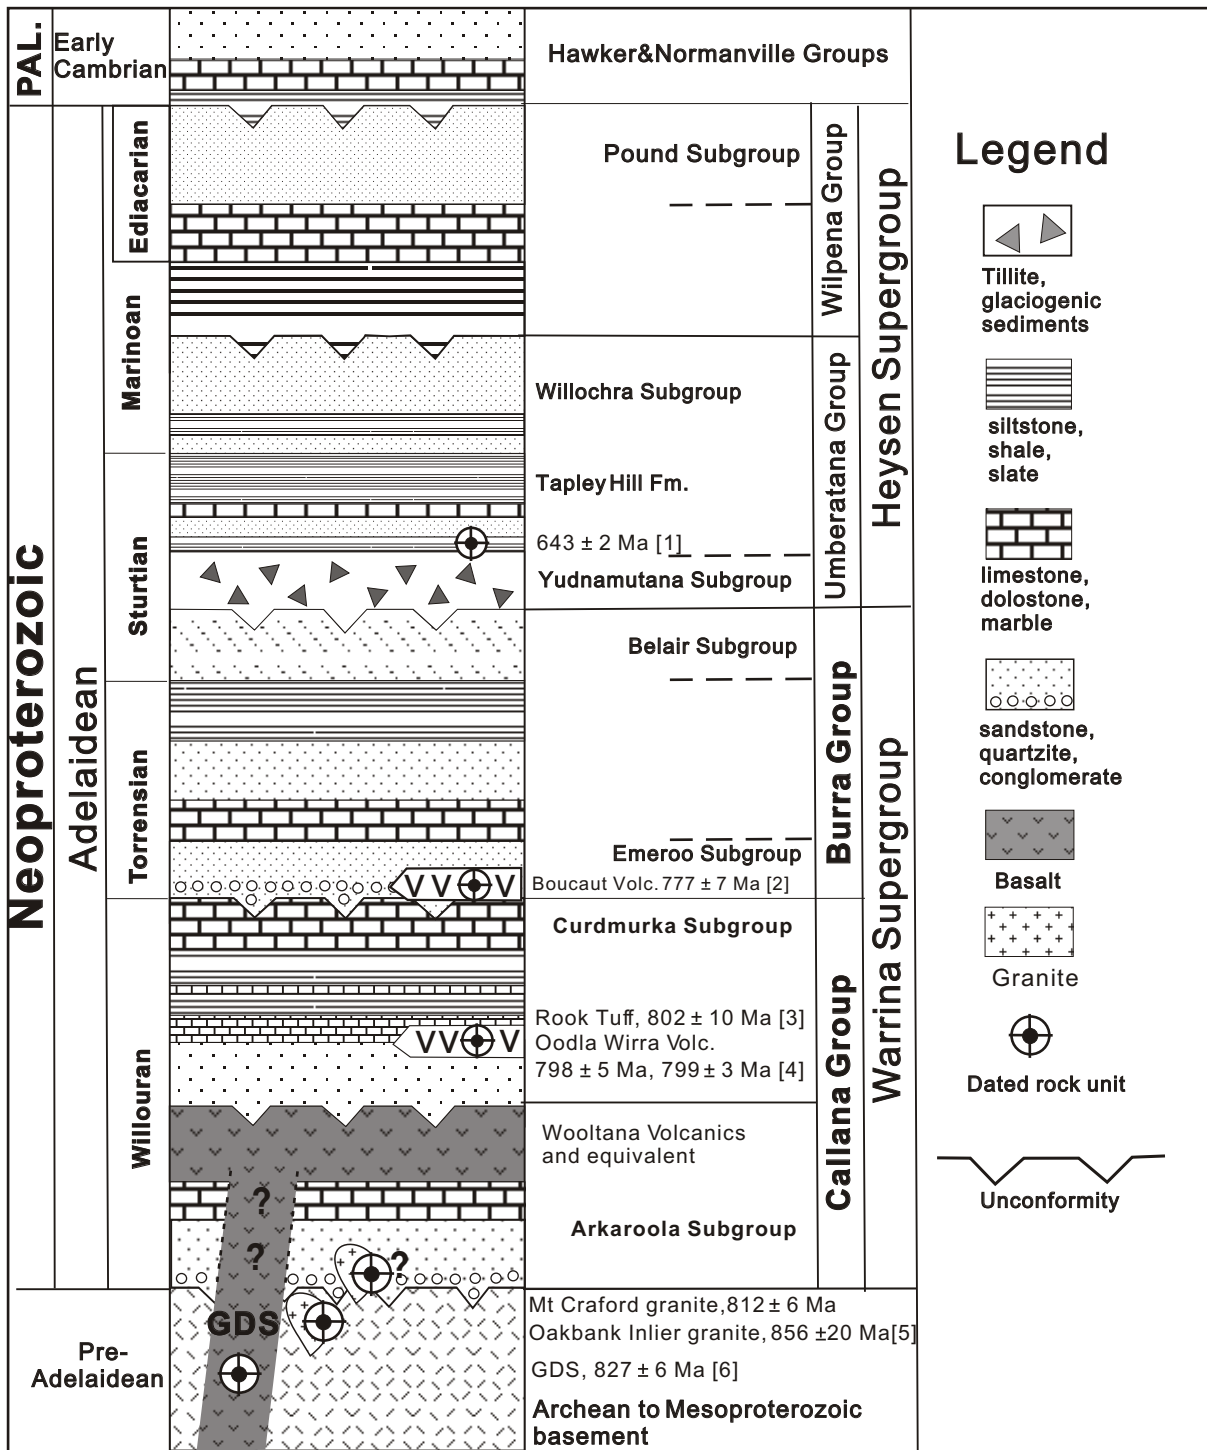 PAL.
Early
Cambrian
Hawker&Normanville Groups
Neoproterozoic
Adelaidean
Ediacarian
Marinoan
Sturtian
Torrensian
Willouran
Pre-
Adelaidean
Pound Subgroup
Willochra Subgroup
Tapley Hill Fm.
643 ± 2 Ma [1]
Yudnamutana Subgroup
Belair Subgroup
Emeroo Subgroup
Boucaut Volc. 777 ± 7 Ma [2]
V V V
Curdmurka Subgroup
Rook Tuff, 802 ± 10 Ma [3]
Oodla Wirra Volc.
798 ± 5 Ma, 799 ± 3 Ma [4]
V V V
Wooltana Volcanics
and equivalent
?
Arkaroola Subgroup
?
?
GDS
Mt Craford granite, 812 ± 6 Ma
Oakbank Inlier granite, 856 ±20 Ma[5]
GDS, 827 ± 6 Ma [6]
Archean to Mesoproterozoic
basement
Wilpena Group
Umberatana Group
Burra Group
Callana Group
Heysen Supergroup
Warrina Supergroup
Legend
Tillite,
glaciogenic
sediments
siltstone,
shale,
slate
limestone,
dolostone,
marble
sandstone,
quartzite,
conglomerate
Basalt
Granite
Dated rock unit
Unconformity